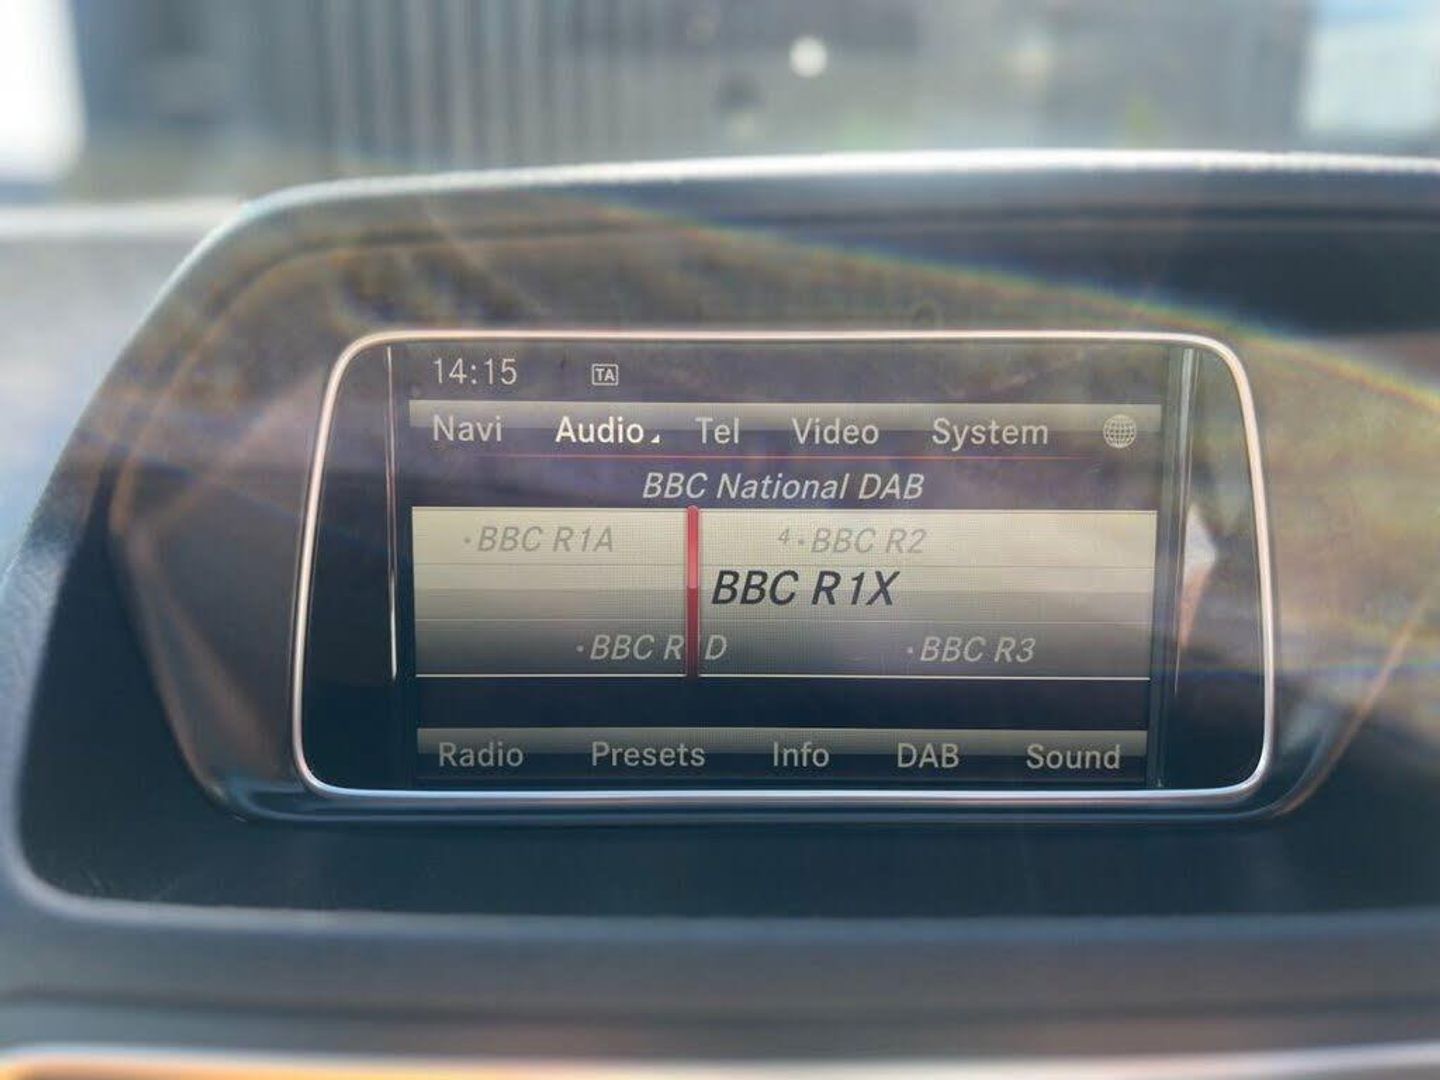 14:15 TA
Navi Audio Tel Video System
BBC National DAB
•BBC R1A 4•BBC R2
BBC R1X
•BBC R D •BBC R3
Radio Presets Info DAB Sound